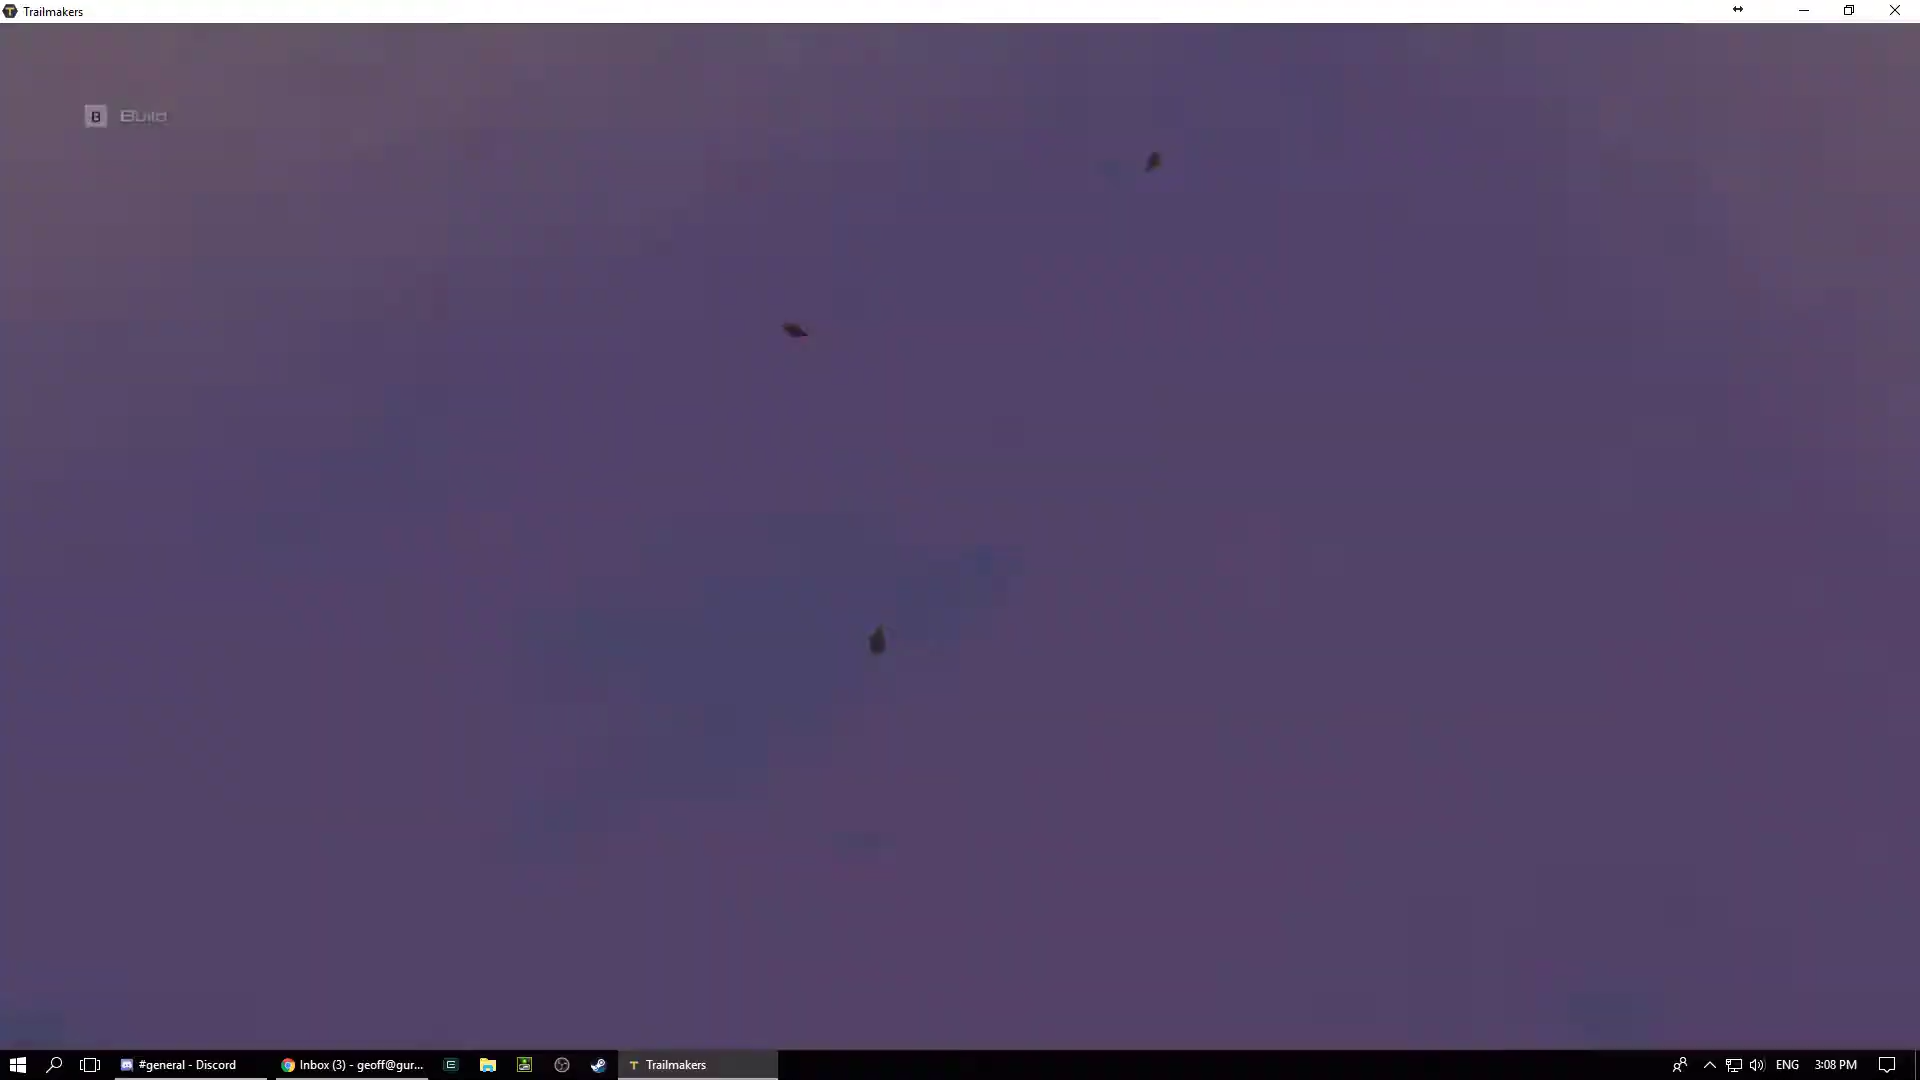 Trailmakers
B Build
#general - Discord
Inbox (3) - geoff@gur...
Trailmakers
ENG
3:08 PM